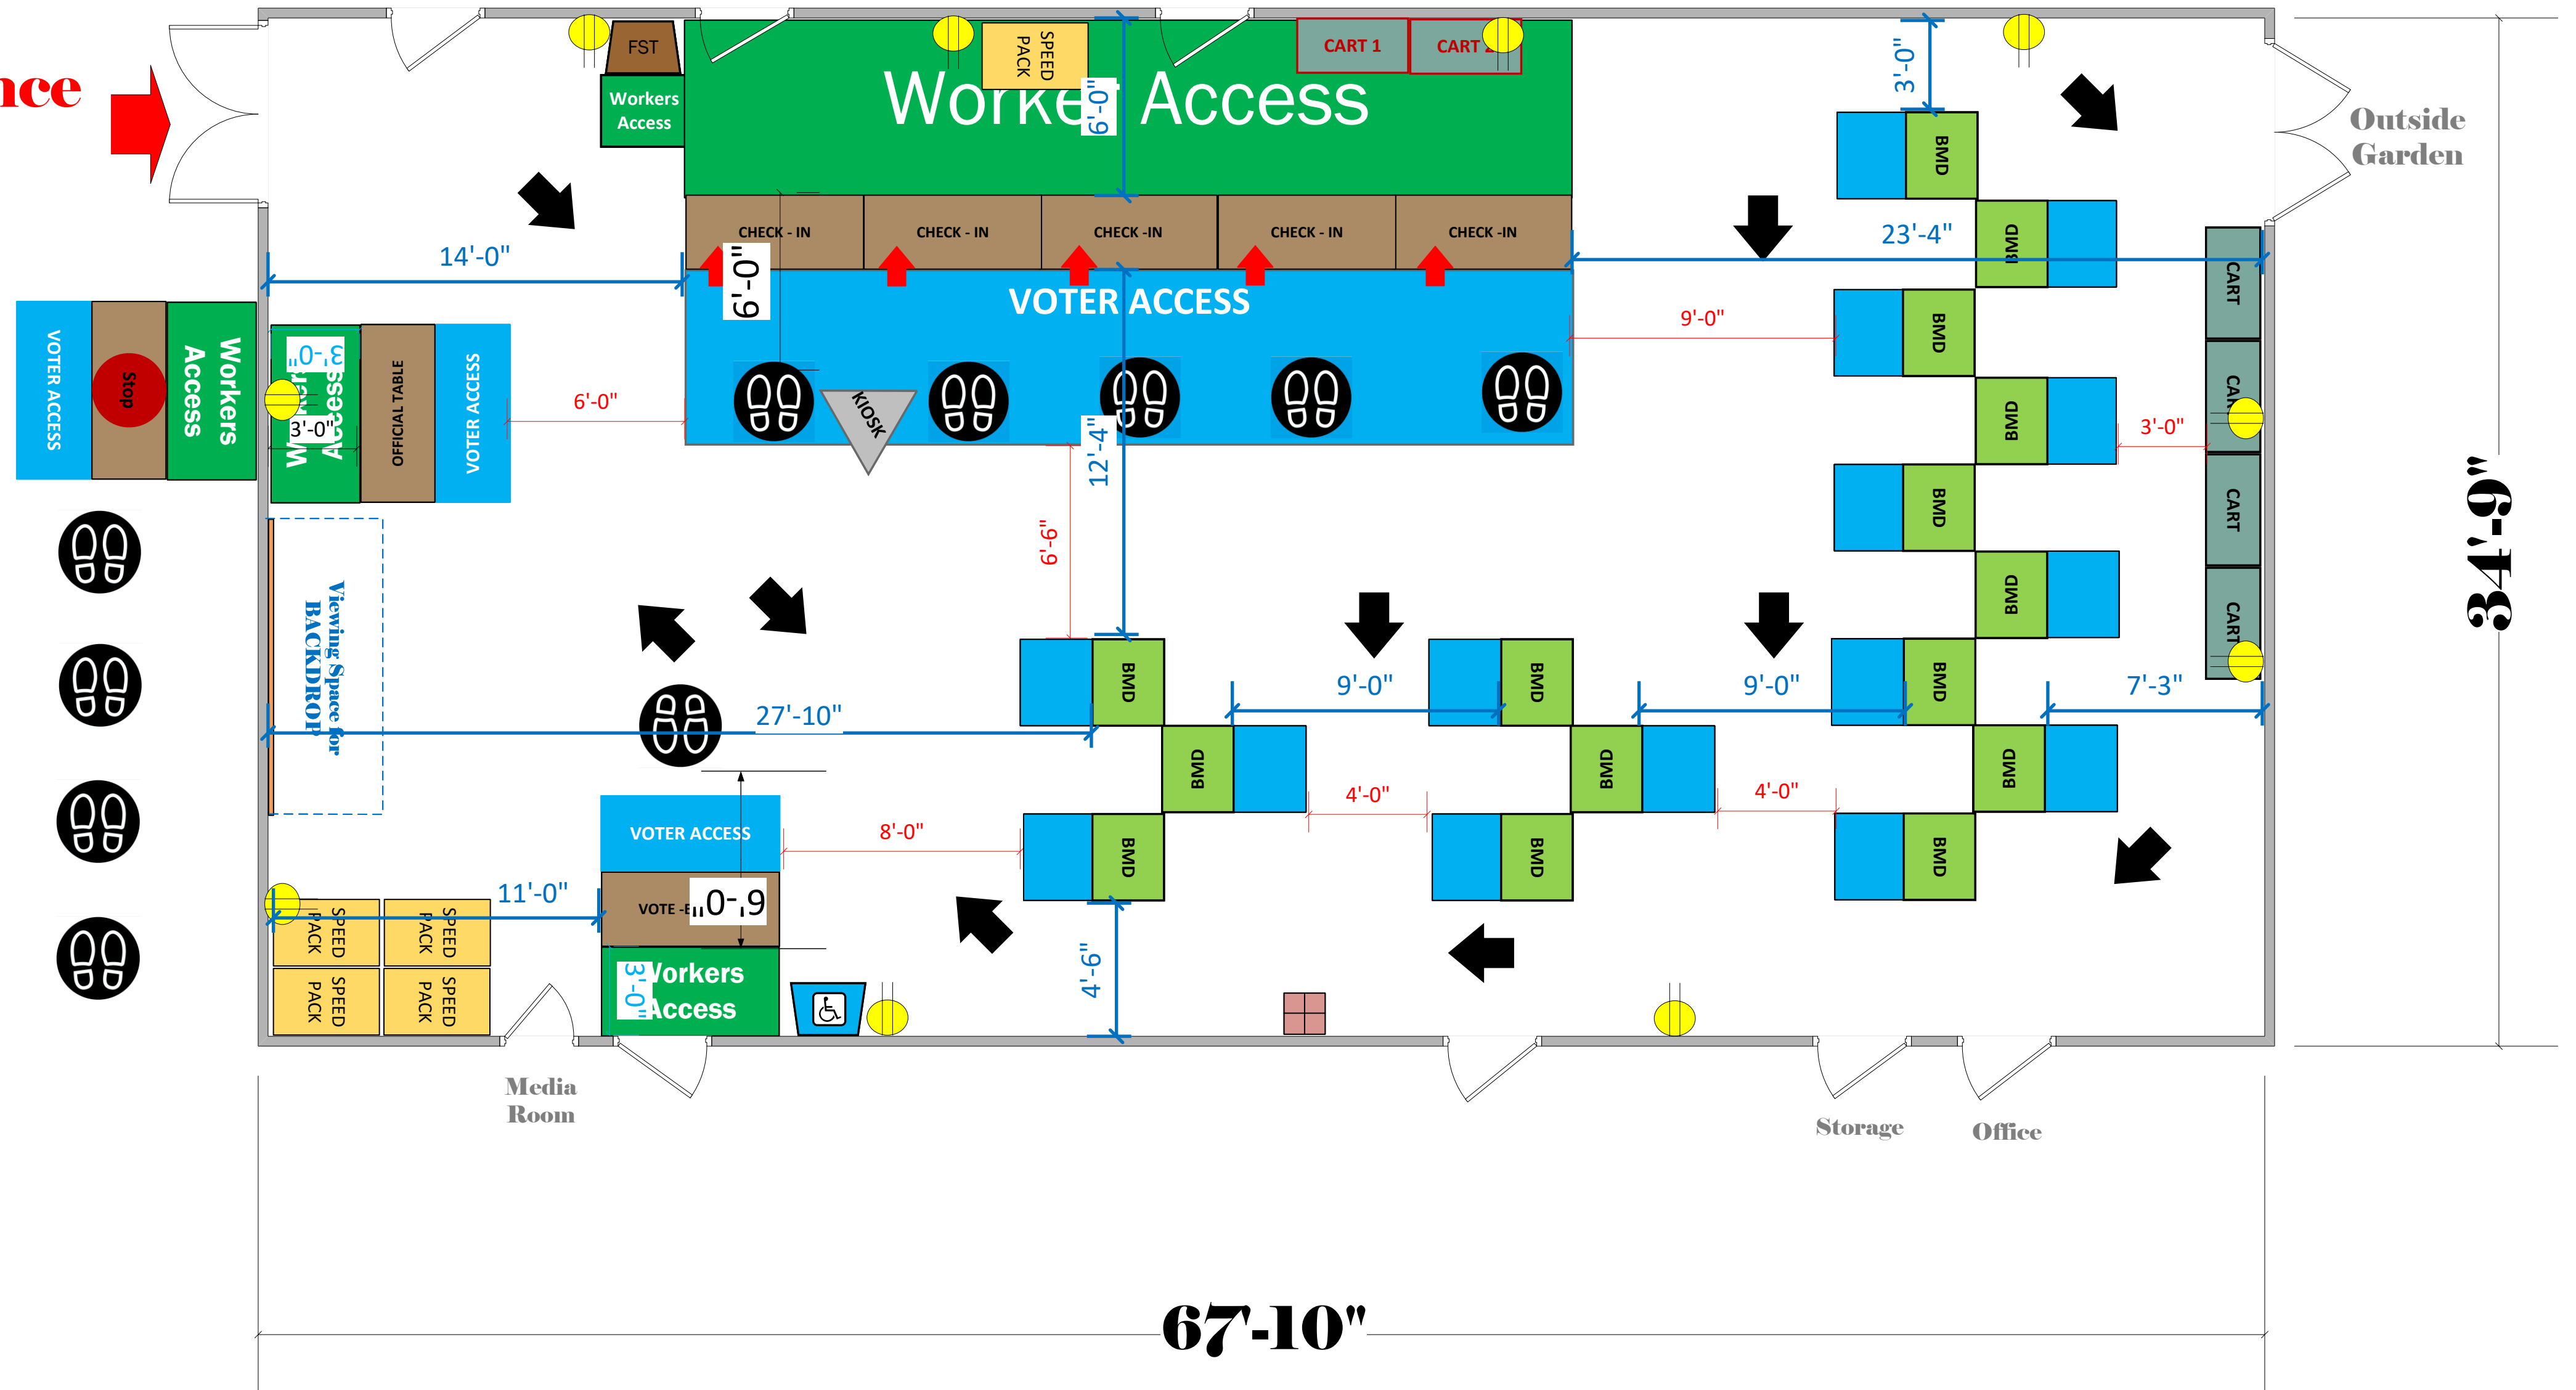 nce
FST
Workers
Access
SPEED
PACK
CART 1
CART 2
Worker Access
6'-0"
3'-0"
Outside
Garden
BMD
BMD
BMD
BMD
BMD
BMD
BMD
BMD
BMD
CHECK - IN
CHECK - IN
CHECK -IN
CHECK - IN
CHECK -IN
14'-0"
6'-0"
VOTER ACCESS
23'-4"
9'-0"
CART
CART
CART
CART
3'-0"
VOTER ACCESS
Stop
Workers
Access
3'-0"
Workers
Access
3'-0"
OFFICIAL TABLE
VOTER ACCESS
6'-0"
KIOSK
12'-4"
6'-6"
34'-9"
Viewing Space for
BACKDROP
27'-10"
BMD
BMD
BMD
BMD
BMD
BMD
9'-0"
9'-0"
7'-3"
4'-0"
4'-0"
8'-0"
VOTER ACCESS
VOTE -B
6'-0"
11'-0"
SPEED
PACK
SPEED
PACK
SPEED
PACK
SPEED
PACK
3'-0"
Workers
Access
4'-6"
Media
Room
Storage
Office
67'-10"